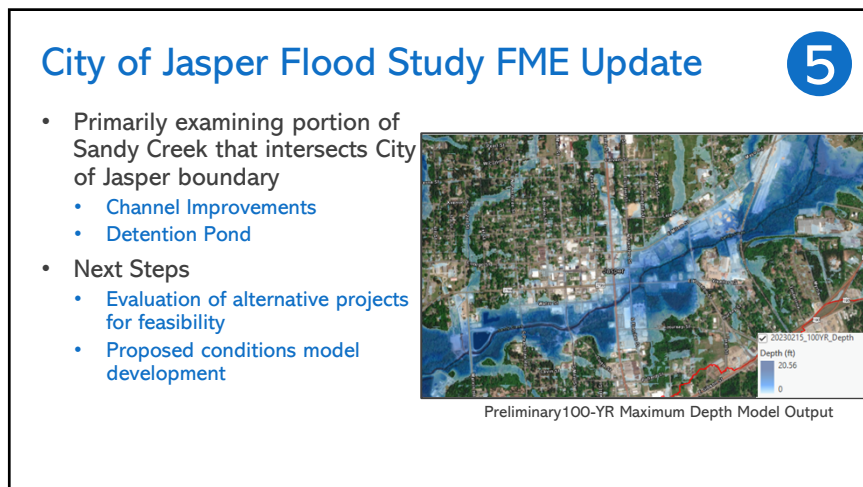 City of Jasper Flood Study FME Update
5
• Primarily examining portion of
Sandy Creek that intersects City
of Jasper boundary
• Channel Improvements
• Detention Pond
• Next Steps
• Evaluation of alternative projects
for feasibility
• Proposed conditions model
development
Jasper
20230215_100YR_Depth
Depth (ft)
20.56
0
Preliminary100-YR Maximum Depth Model Output